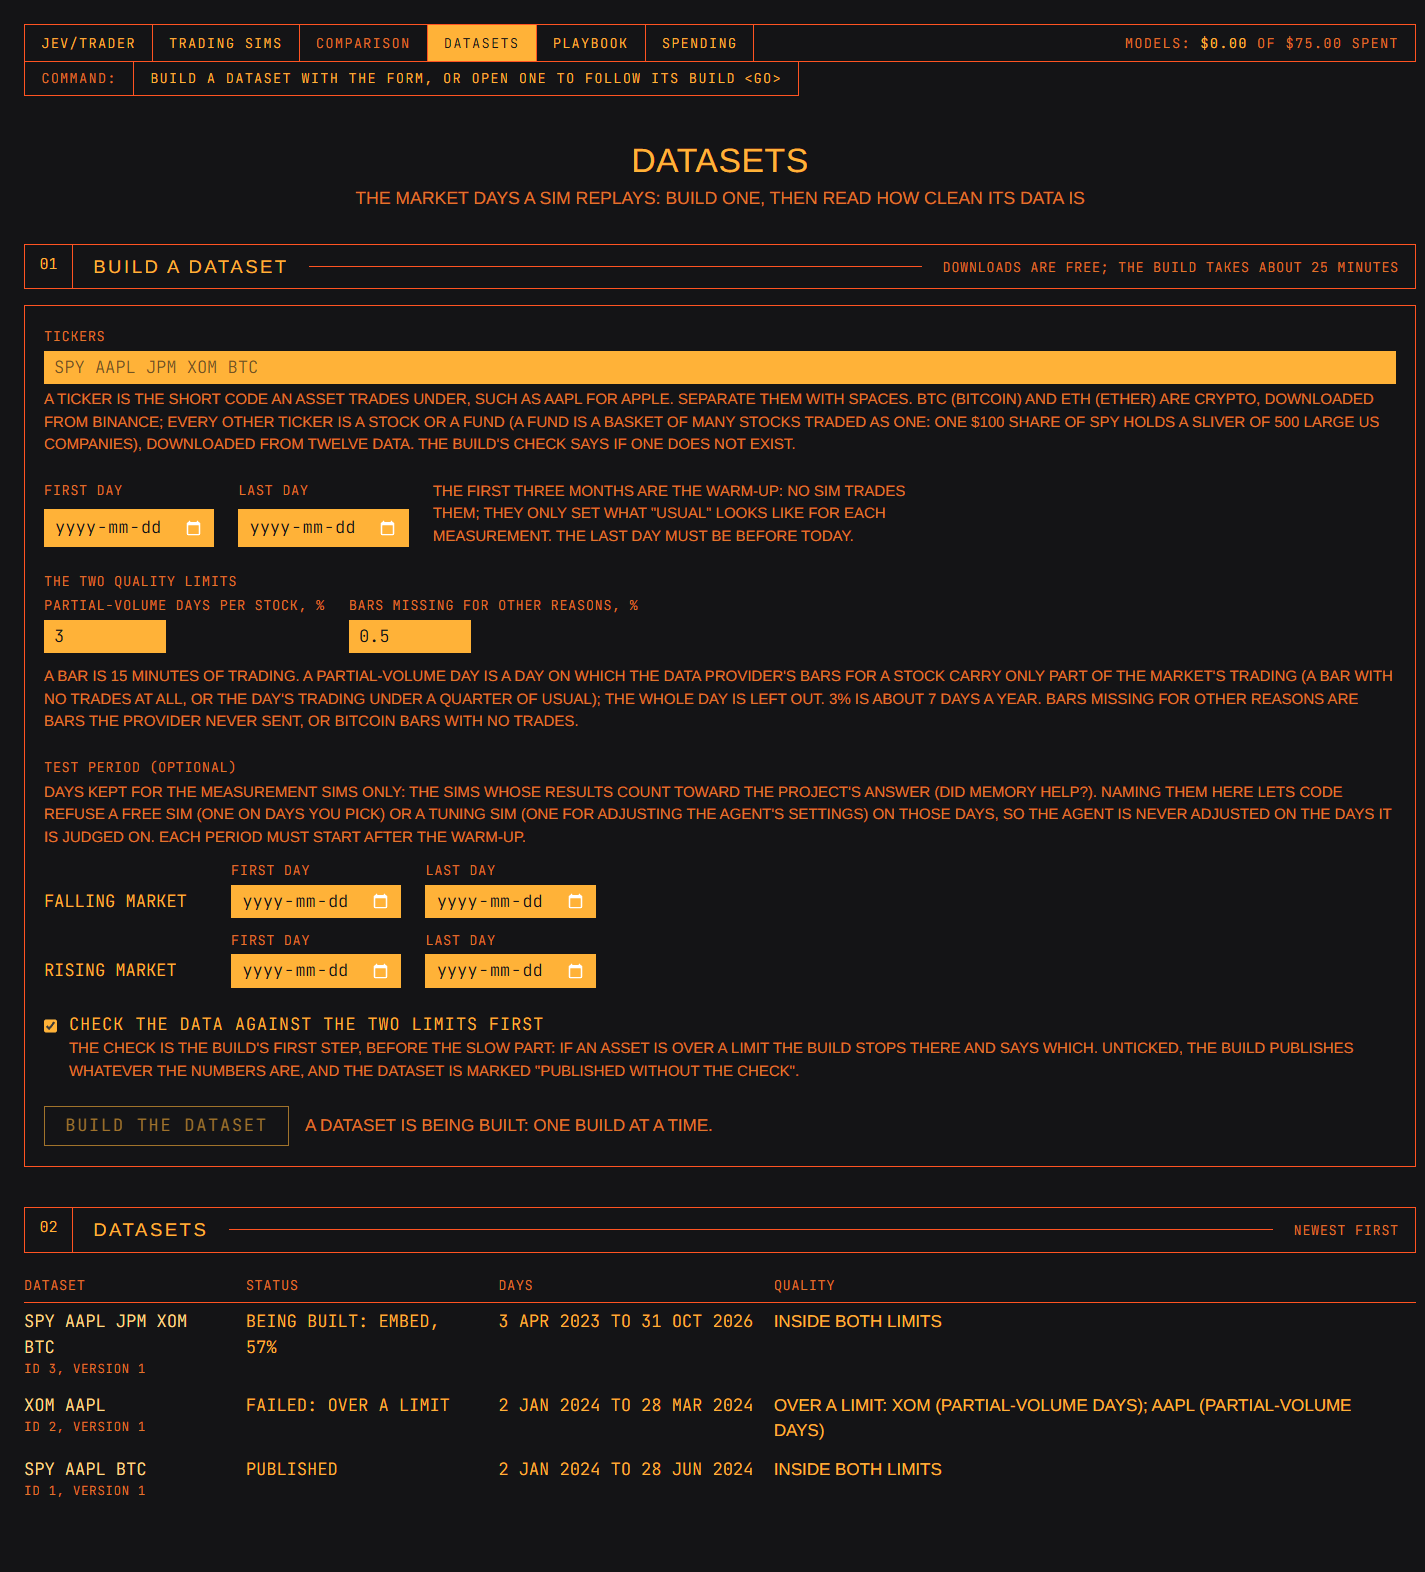 JEV/TRADER TRADING SIMS COMPARISON DATASETS PLAYBOOK SPENDING MODELS: $0.00 OF $75.00 SPENT
COMMAND: BUILD A DATASET WITH THE FORM, OR OPEN ONE TO FOLLOW ITS BUILD <GO>
DATASETS
THE MARKET DAYS A SIM REPLAYS: BUILD ONE, THEN READ HOW CLEAN ITS DATA IS
01 BUILD A DATASET DOWNLOADS ARE FREE; THE BUILD TAKES ABOUT 25 MINUTES
TICKERS
SPY AAPL JPM XOM BTC
A TICKER IS THE SHORT CODE AN ASSET TRADES UNDER, SUCH AS AAPL FOR APPLE. SEPARATE THEM WITH SPACES. BTC (BITCOIN) AND ETH (ETHER) ARE CRYPTO, DOWNLOADED
FROM BINANCE; EVERY OTHER TICKER IS A STOCK OR A FUND (A FUND IS A BASKET OF MANY STOCKS TRADED AS ONE: ONE $100 SHARE OF SPY HOLDS A SLIVER OF 500 LARGE US
COMPANIES), DOWNLOADED FROM TWELVE DATA. THE BUILD'S CHECK SAYS IF ONE DOES NOT EXIST.
FIRST DAY LAST DAY THE FIRST THREE MONTHS ARE THE WARM-UP: NO SIM TRADES
yyyy-mm-dd yyyy-mm-dd THEM; THEY ONLY SET WHAT "USUAL" LOOKS LIKE FOR EACH
MEASUREMENT. THE LAST DAY MUST BE BEFORE TODAY.
THE TWO QUALITY LIMITS
PARTIAL-VOLUME DAYS PER STOCK, % BARS MISSING FOR OTHER REASONS, %
3 0.5
A BAR IS 15 MINUTES OF TRADING. A PARTIAL-VOLUME DAY IS A DAY ON WHICH THE DATA PROVIDER'S BARS FOR A STOCK CARRY ONLY PART OF THE MARKET'S TRADING (A BAR WITH
NO TRADES AT ALL, OR THE DAY'S TRADING UNDER A QUARTER OF USUAL); THE WHOLE DAY IS LEFT OUT. 3% IS ABOUT 7 DAYS A YEAR. BARS MISSING FOR OTHER REASONS ARE
BARS THE PROVIDER NEVER SENT, OR BITCOIN BARS WITH NO TRADES.
TEST PERIOD (OPTIONAL)
DAYS KEPT FOR THE MEASUREMENT SIMS ONLY: THE SIMS WHOSE RESULTS COUNT TOWARD THE PROJECT'S ANSWER (DID MEMORY HELP?). NAMING THEM HERE LETS CODE
REFUSE A FREE SIM (ONE ON DAYS YOU PICK) OR A TUNING SIM (ONE FOR ADJUSTING THE AGENT'S SETTINGS) ON THOSE DAYS, SO THE AGENT IS NEVER ADJUSTED ON THE DAYS IT
IS JUDGED ON. EACH PERIOD MUST START AFTER THE WARM-UP.
FIRST DAY LAST DAY
FALLING MARKET yyyy-mm-dd yyyy-mm-dd
FIRST DAY LAST DAY
RISING MARKET yyyy-mm-dd yyyy-mm-dd
CHECK THE DATA AGAINST THE TWO LIMITS FIRST
THE CHECK IS THE BUILD'S FIRST STEP, BEFORE THE SLOW PART: IF AN ASSET IS OVER A LIMIT THE BUILD STOPS THERE AND SAYS WHICH. UNTICKED, THE BUILD PUBLISHES
WHATEVER THE NUMBERS ARE, AND THE DATASET IS MARKED "PUBLISHED WITHOUT THE CHECK".
BUILD THE DATASET A DATASET IS BEING BUILT: ONE BUILD AT A TIME.
02 DATASETS NEWEST FIRST
DATASET STATUS DAYS QUALITY
SPY AAPL JPM XOM BEING BUILT: EMBED, 3 APR 2023 TO 31 OCT 2026 INSIDE BOTH LIMITS
BTC 57%
ID 3, VERSION 1
XOM AAPL FAILED: OVER A LIMIT 2 JAN 2024 TO 28 MAR 2024 OVER A LIMIT: XOM (PARTIAL-VOLUME DAYS); AAPL (PARTIAL-VOLUME
ID 2, VERSION 1 DAYS)
SPY AAPL BTC PUBLISHED 2 JAN 2024 TO 28 JUN 2024 INSIDE BOTH LIMITS
ID 1, VERSION 1